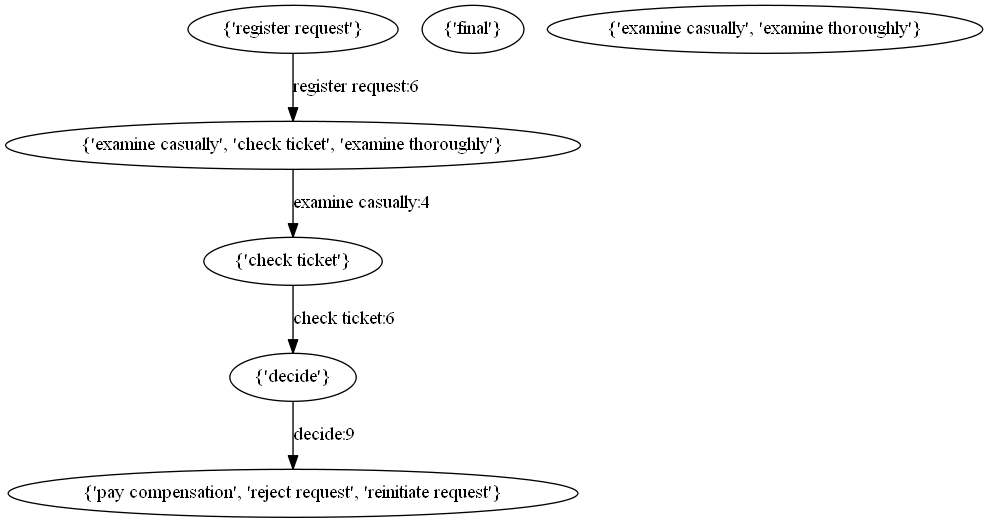 {'register request'}
{'final'}
{'examine casually', 'examine thoroughly'}
register request:6
{'examine casually', 'check ticket', 'examine thoroughly'}
examine casually:4
{'check ticket'}
check ticket:6
{'decide'}
decide:9
{'pay compensation', 'reject request', 'reinitiate request'}